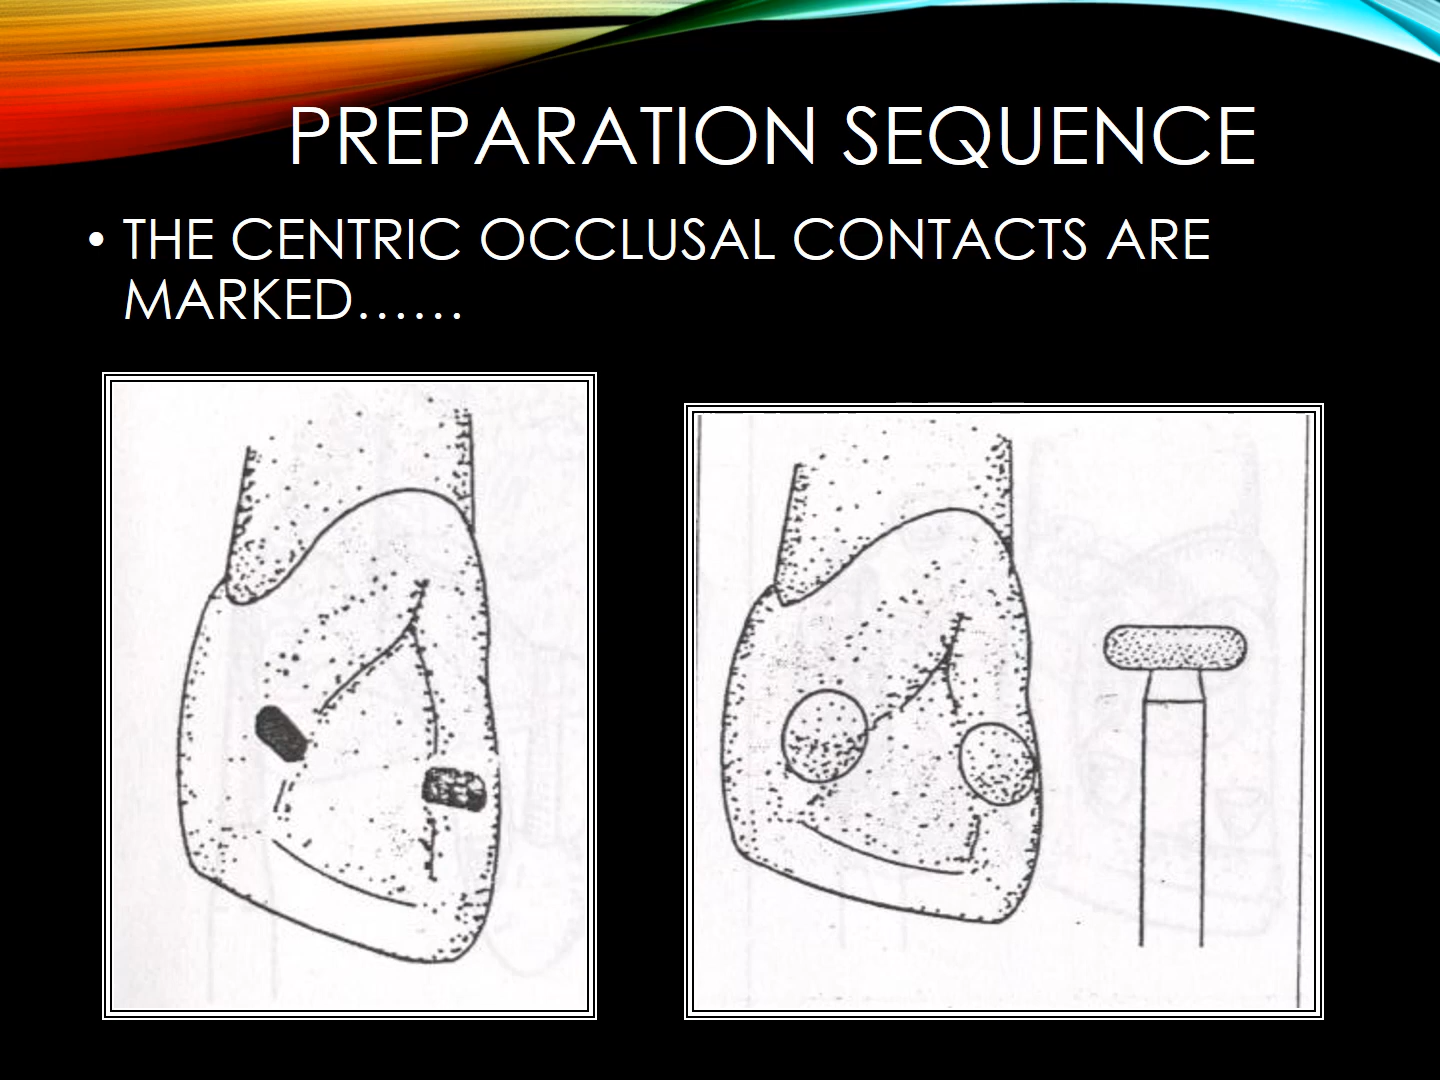 PREPARATION SEQUENCE
• THE CENTRIC OCCLUSAL CONTACTS ARE
MARKED......